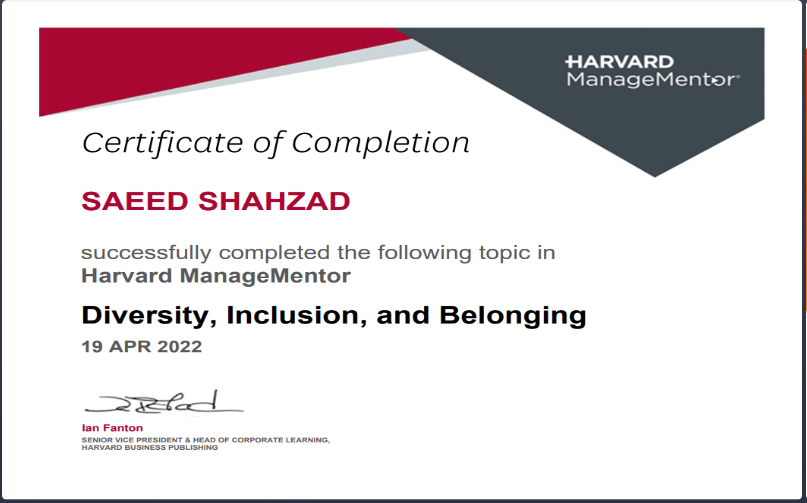 HARVARD
ManageMentor®
Certificate of Completion
SAEED SHAHZAD
successfully completed the following topic in
Harvard ManageMentor
Diversity, Inclusion, and Belonging
19 APR 2022
Ian Fanton
SENIOR VICE PRESIDENT & HEAD OF CORPORATE LEARNING,
HARVARD BUSINESS PUBLISHING